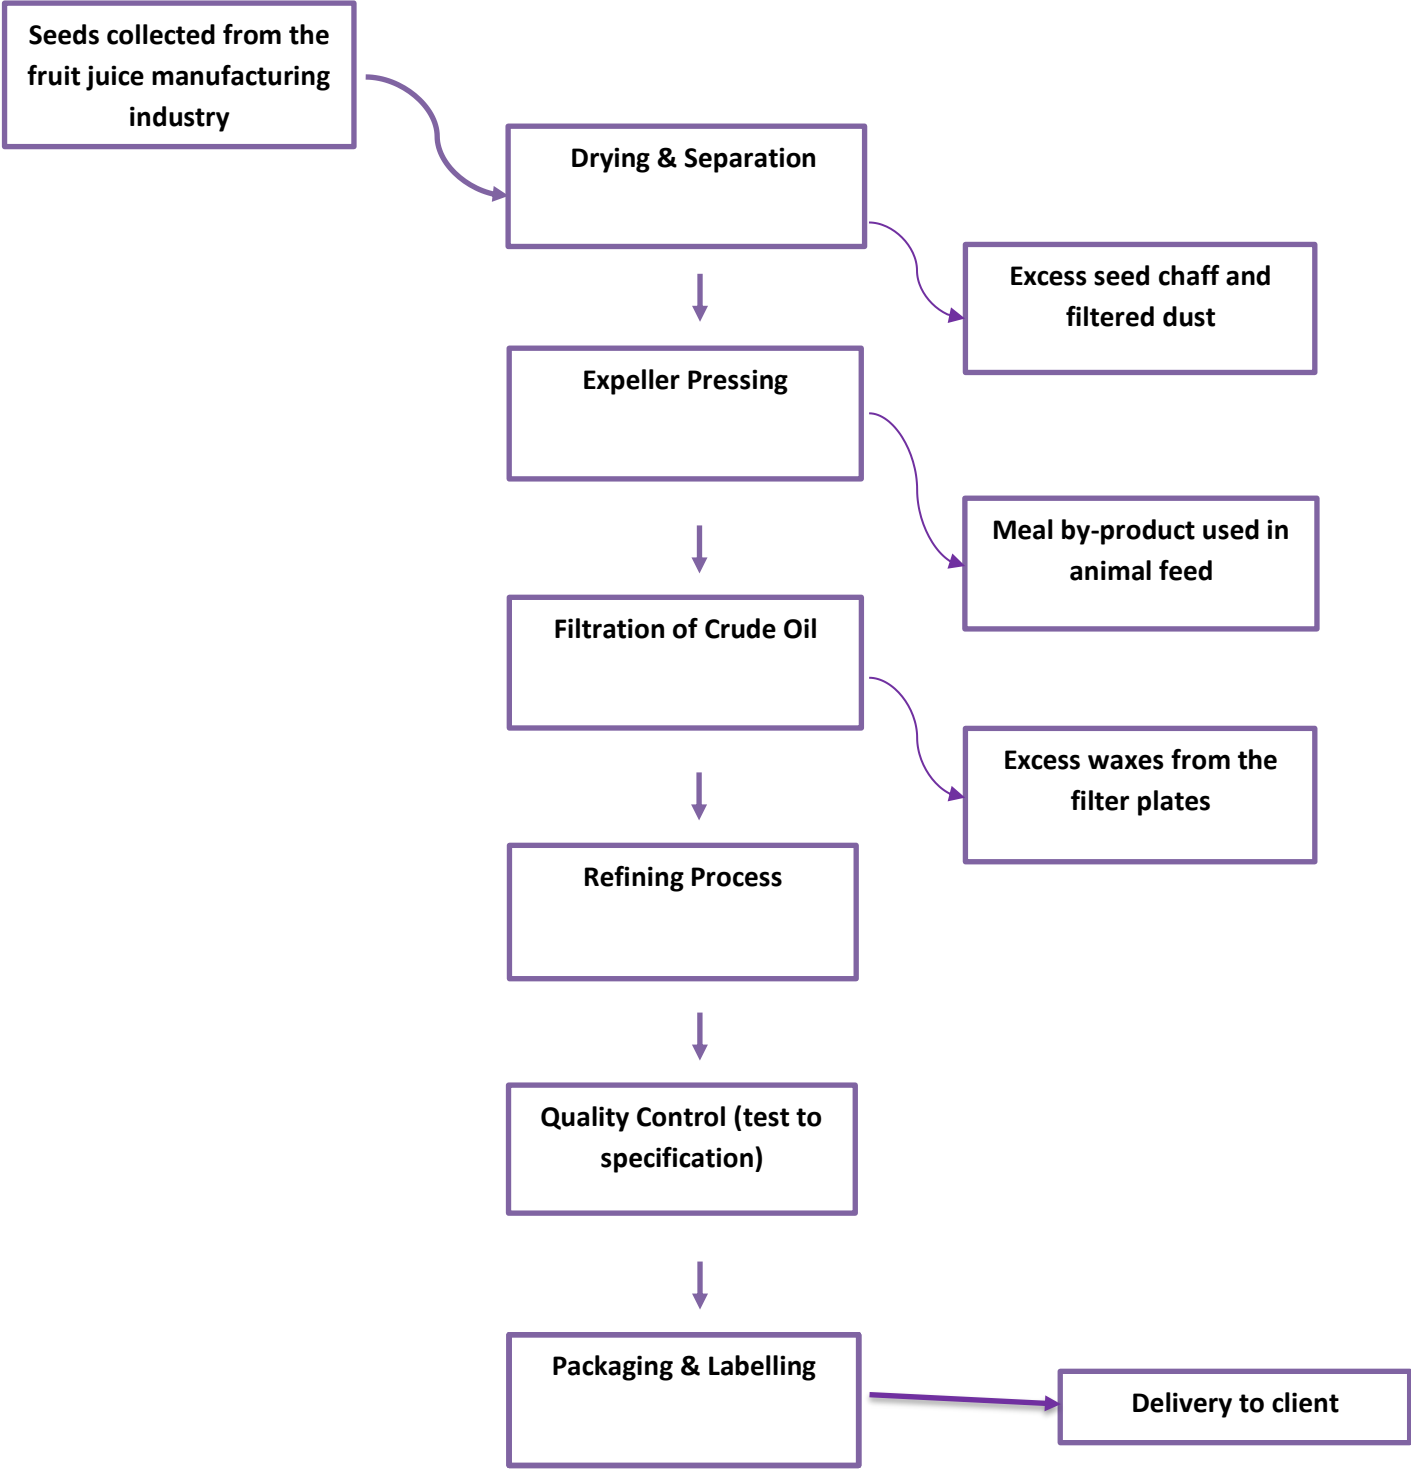 Seeds collected from the
fruit juice manufacturing
industry
Drying & Separation
Excess seed chaff and
filtered dust
Expeller Pressing
Meal by-product used in
animal feed
Filtration of Crude Oil
Excess waxes from the
filter plates
Refining Process
Quality Control (test to
specification)
Packaging & Labelling
Delivery to client